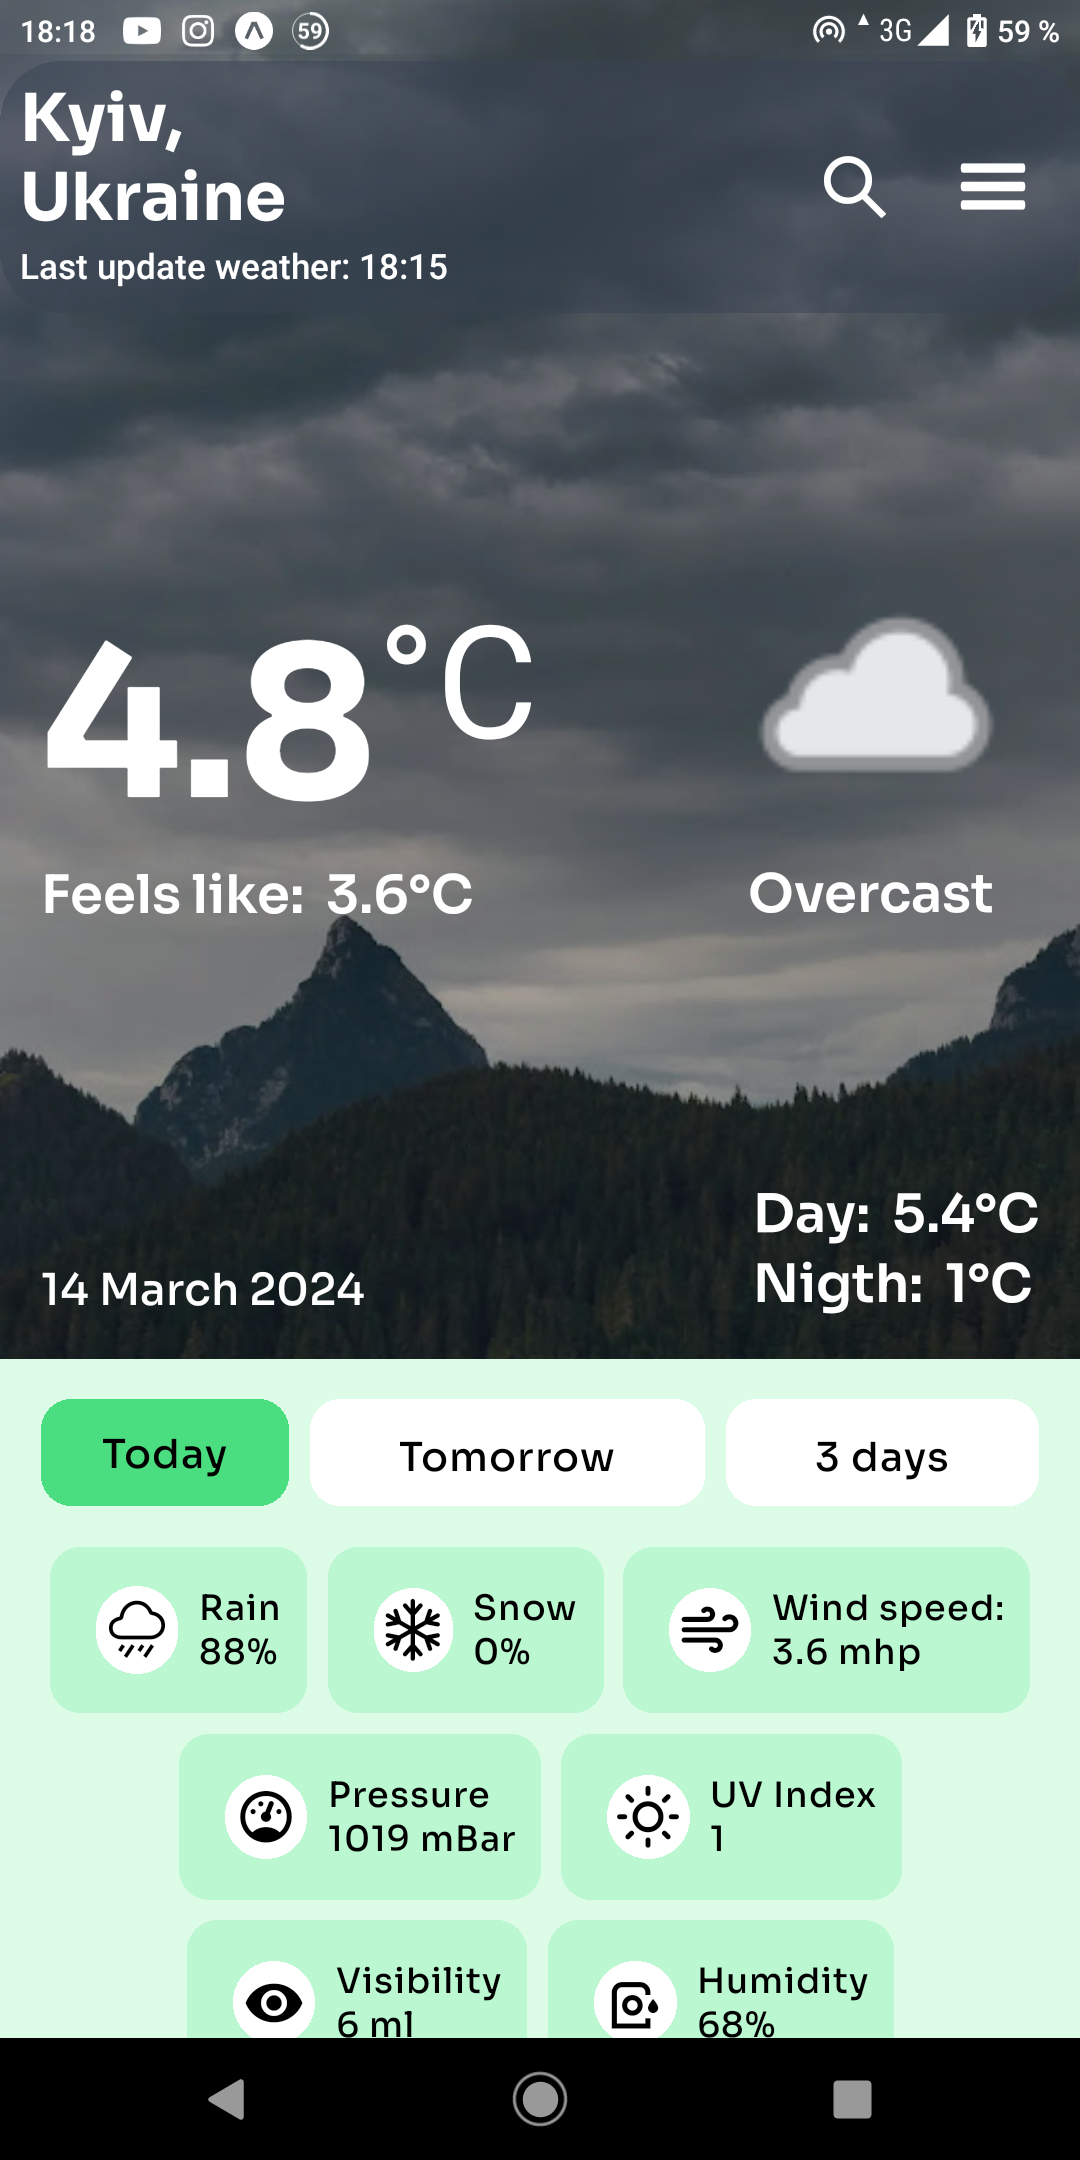 18:18 59 3G 59 %
Kyiv,
Ukraine
Last update weather: 18:15
4.8°C
Feels like: 3.6°C
Overcast
Day: 5.4°C
Nigth: 1°C
14 March 2024
Today
Tomorrow
3 days
Rain
88%
Snow
0%
Wind speed:
3.6 mhp
Pressure
1019 mBar
UV Index
1
Visibility
6 ml
Humidity
68%